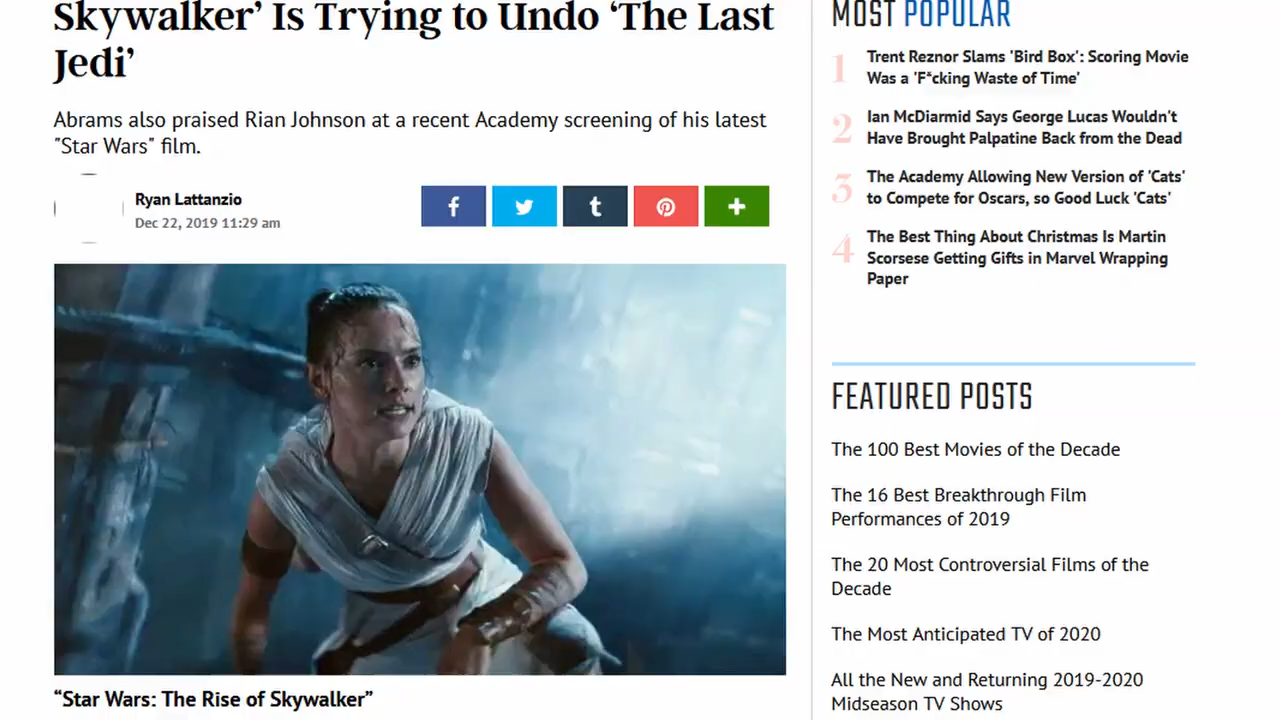 Skywalker’ Is Trying to Undo ‘The Last
Jedi’
Abrams also praised Rian Johnson at a recent Academy screening of his latest
"Star Wars" film.
Ryan Lattanzio
Dec 22, 2019 11:29 am
f
t
+
“Star Wars: The Rise of Skywalker”
MOST POPULAR
1
Trent Reznor Slams 'Bird Box': Scoring Movie
Was a 'F*cking Waste of Time'
2
Ian McDiarmid Says George Lucas Wouldn't
Have Brought Palpatine Back from the Dead
3
The Academy Allowing New Version of 'Cats'
to Compete for Oscars, so Good Luck 'Cats'
4
The Best Thing About Christmas Is Martin
Scorsese Getting Gifts in Marvel Wrapping
Paper
FEATURED POSTS
The 100 Best Movies of the Decade
The 16 Best Breakthrough Film
Performances of 2019
The 20 Most Controversial Films of the
Decade
The Most Anticipated TV of 2020
All the New and Returning 2019-2020
Midseason TV Shows